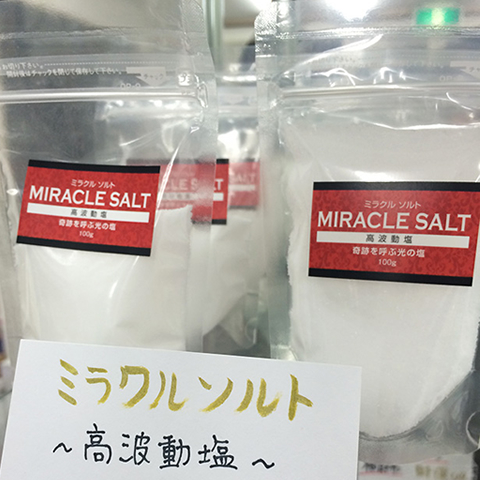 ミラクル ソルト
MIRACLE SALT
高波動塩
奇跡を呼ぶ光の塩
100g
ミラクル ソルト
MIRACLE SALT
高波動塩
奇跡を呼ぶ光の塩
100g
ミラクルソルト
~高波動塩~